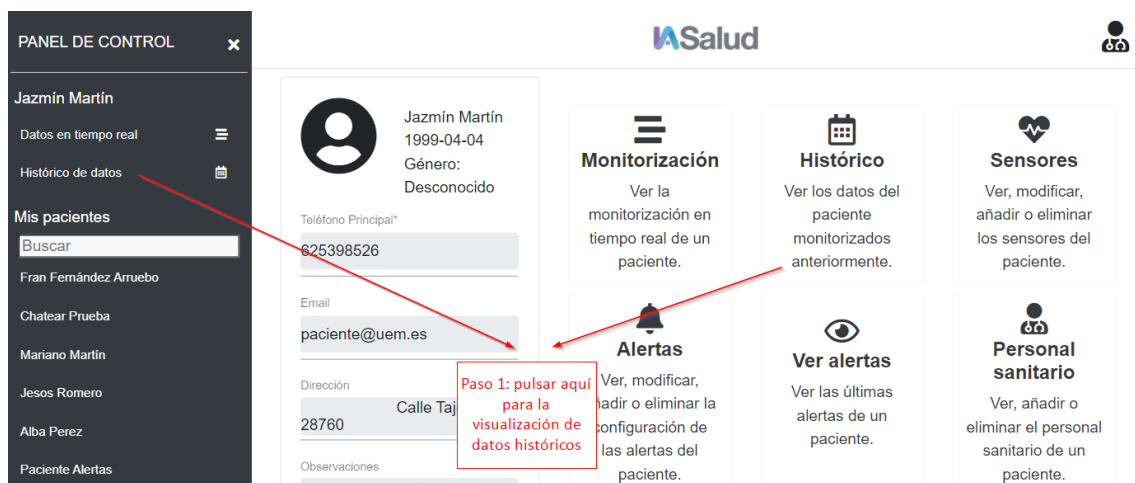 PANEL DE CONTROL
Jazmín Martín
Datos en tiempo real
Histórico de datos
Mis pacientes
Buscar
Fran Fernández Arruebo
Chatear Prueba
Mariano Martín
Jesos Romero
Alba Perez
Paciente Alertas
IASalud
Jazmín Martín
1999-04-04
Género:
Desconocido
Teléfono Principal*
625398526
Email
paciente@uem.es
Dirección
Calle Taj
28760
Observaciones
Paso 1: pulsar aquí
para la
visualización de
datos históricos
Monitorización
Ver la
monitorización en
tiempo real de un
paciente.
Histórico
Ver los datos del
paciente
monitorizados
anteriormente.
Sensores
Ver, modificar,
añadir o eliminar
los sensores del
paciente.
Alertas
Ver, modificar,
ñadir o eliminar la
configuración de
las alertas del
paciente.
Ver alertas
Ver las últimas
alertas de un
paciente.
Personal
sanitario
Ver, añadir o
eliminar el personal
sanitario de un
paciente.